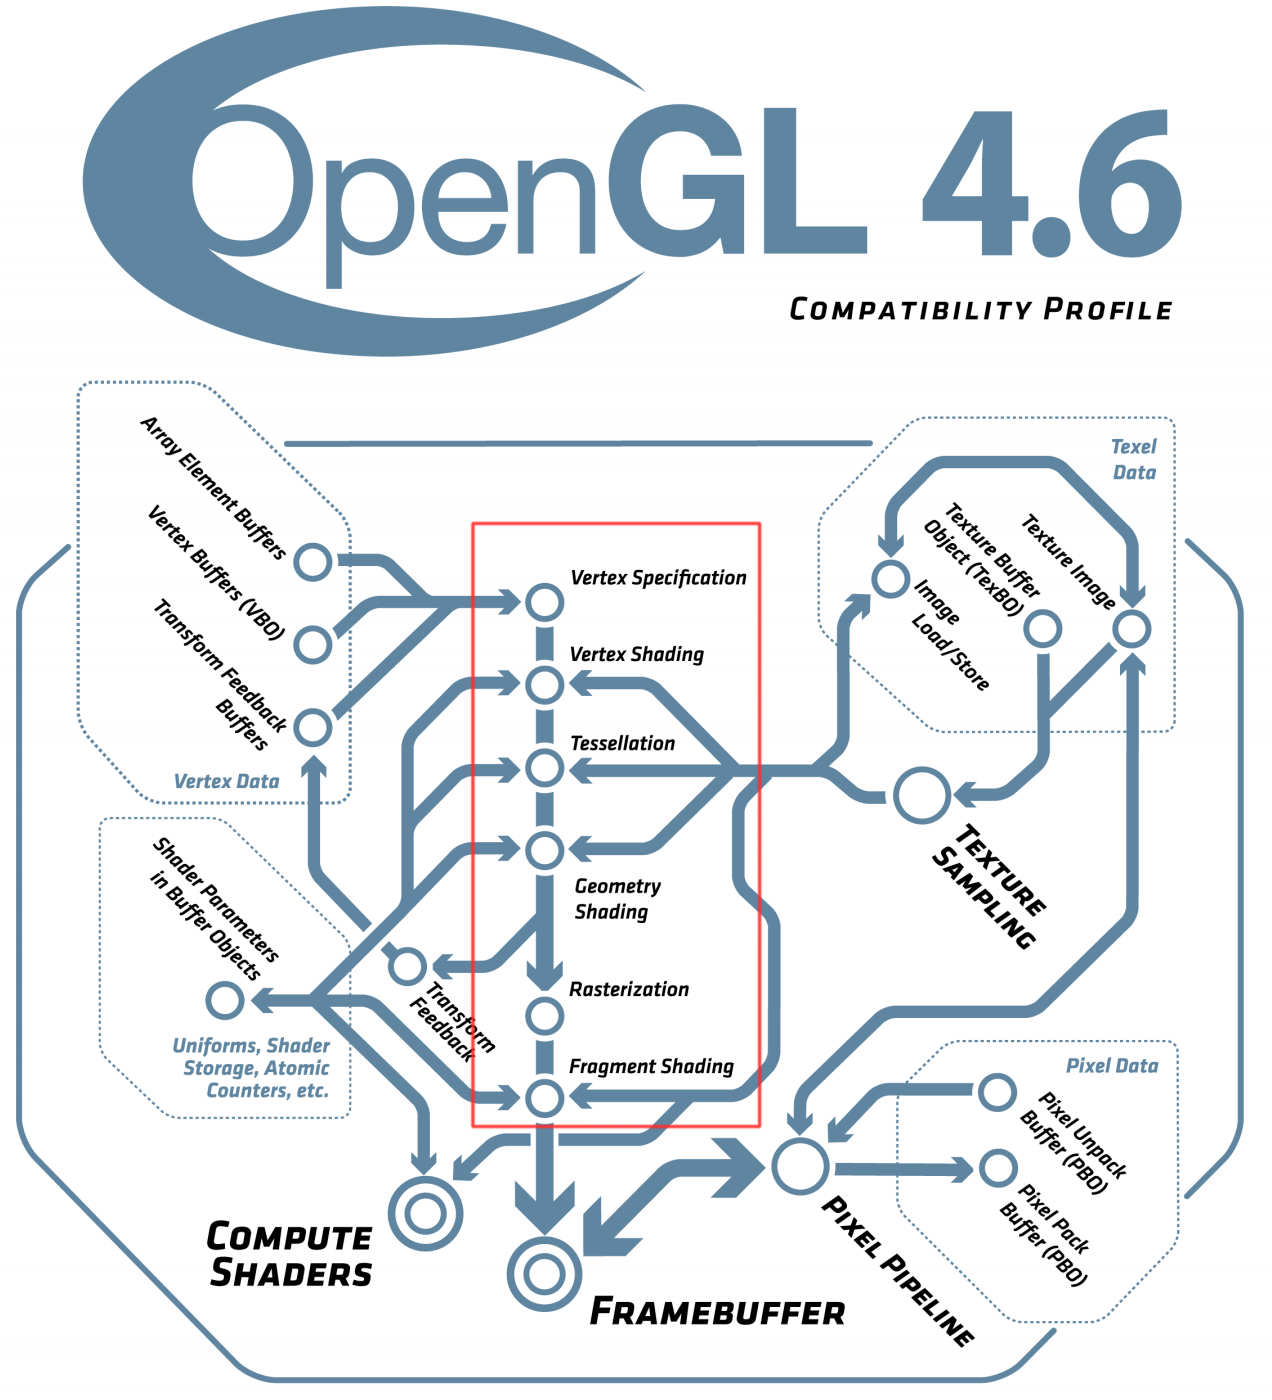 OpenGL 4.6
COMPATIBILITY PROFILE
Array Element Buffers
Vertex Buffers (VBO)
Transform Feedback
Buffers
Vertex Data
Texel
Data
Texture Image
Texture Buffer
Object (TexBO)
Image
Load/Store
Vertex Specification
Vertex Shading
Tessellation
Geometry
Shading
Rasterization
Fragment Shading
Transform
Feedback
Shader Parameters
in Buffer Objects
Uniforms, Shader
Storage, Atomic
Counters, etc.
TEXTURE
SAMPLING
Pixel Data
Pixel Unpack
Buffer (PBO)
Pixel Pack
Buffer (PBO)
PIXEL PIPELINE
COMPUTE
SHADERS
FRAMEBUFFER